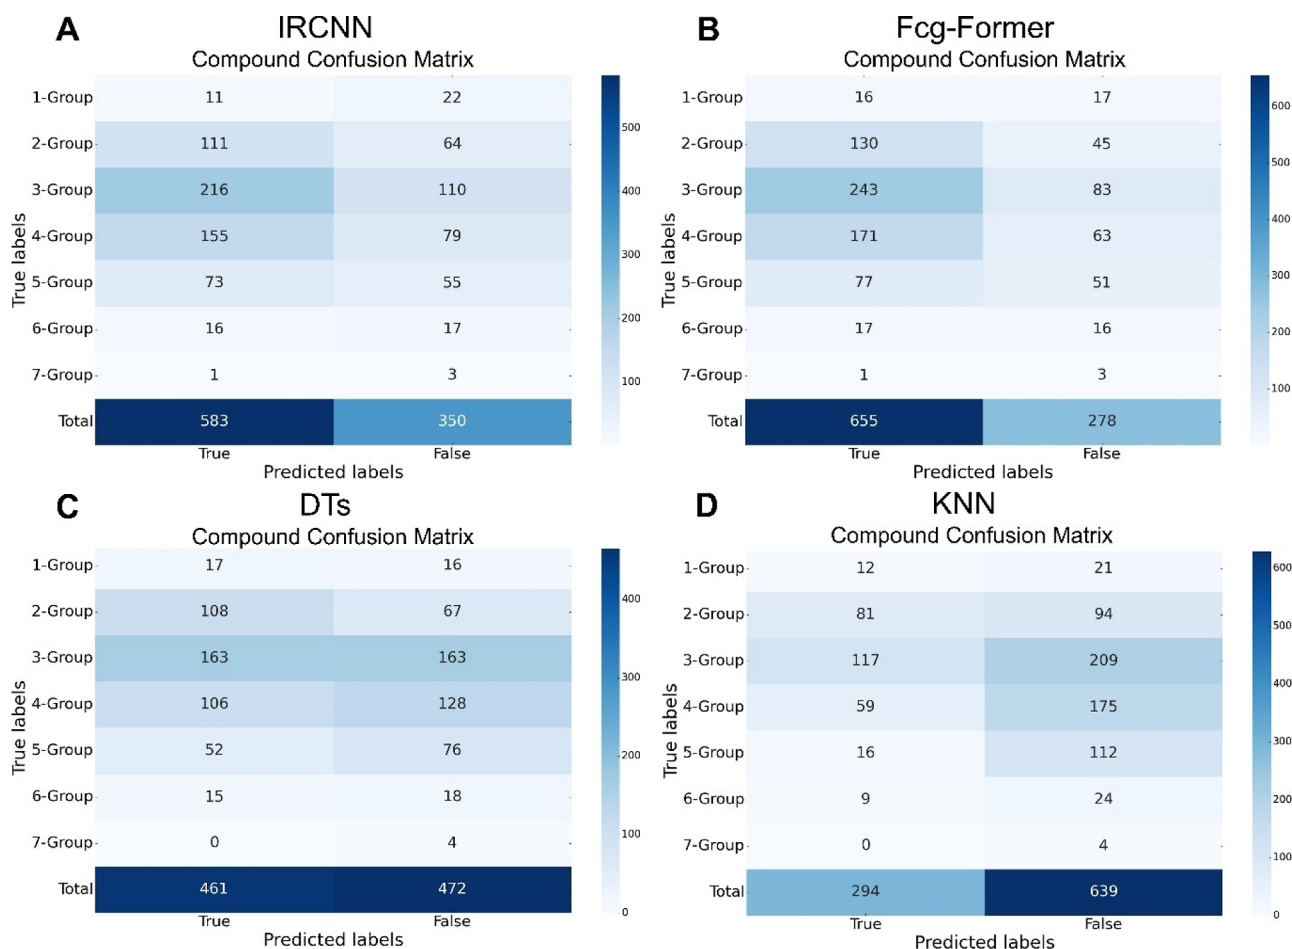 A IRCNN
Compound Confusion Matrix
True labels
1-Group 11 22
2-Group 111 64
3-Group 216 110
4-Group 155 79
5-Group 73 55
6-Group 16 17
7-Group 1 3
Total 583 350
True False
Predicted labels
500
400
300
200
100
B Fcg-Former
Compound Confusion Matrix
True labels
1-Group 16 17
2-Group 130 45
3-Group 243 83
4-Group 171 63
5-Group 77 51
6-Group 17 16
7-Group 1 3
Total 655 278
True False
Predicted labels
600
500
400
300
200
100
C DTs
Compound Confusion Matrix
True labels
1-Group 17 16
2-Group 108 67
3-Group 163 163
4-Group 106 128
5-Group 52 76
6-Group 15 18
7-Group 0 4
Total 461 472
True False
Predicted labels
400
300
200
100
0
D KNN
Compound Confusion Matrix
True labels
1-Group 12 21
2-Group 81 94
3-Group 117 209
4-Group 59 175
5-Group 16 112
6-Group 9 24
7-Group 0 4
Total 294 639
True False
Predicted labels
600
500
400
300
200
100
0